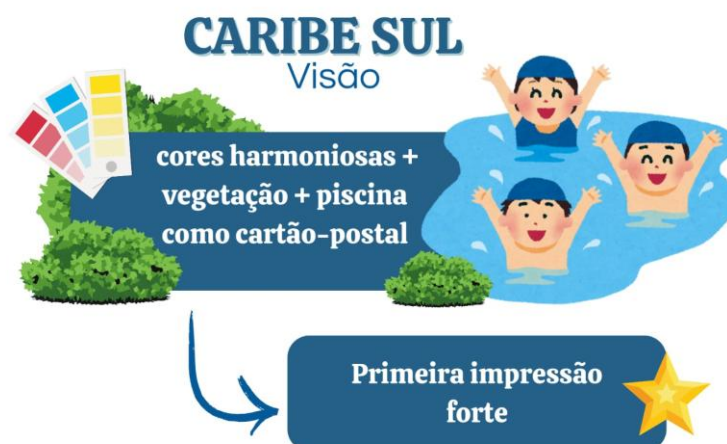 CARIBE SUL
Visão
cores harmoniosas +
vegetação + piscina
como cartão-postal
Primeira impressão
forte